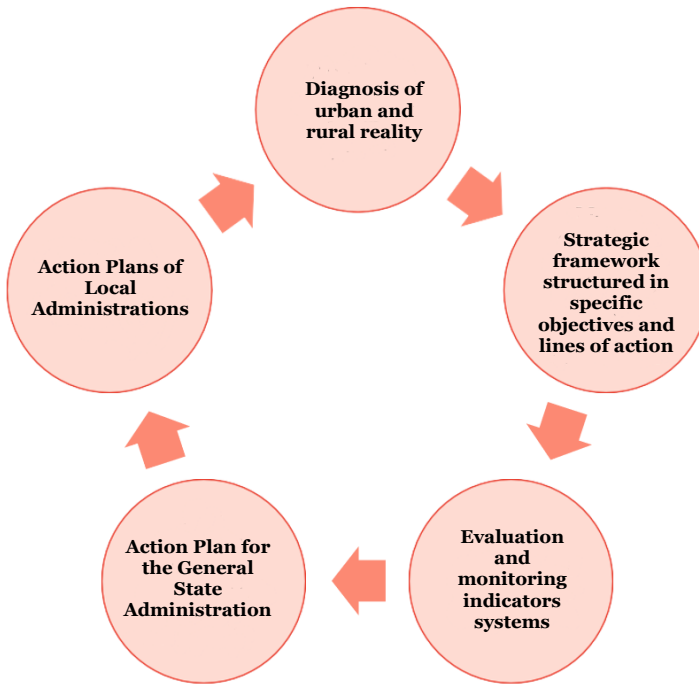 Diagnosis of
urban and
rural reality
Strategic
framework
structured in
specific
objectives and
lines of action
Evaluation
and
monitoring
indicators
systems
Action Plan for
the General
State
Administration
Action Plans of
Local
Administrations